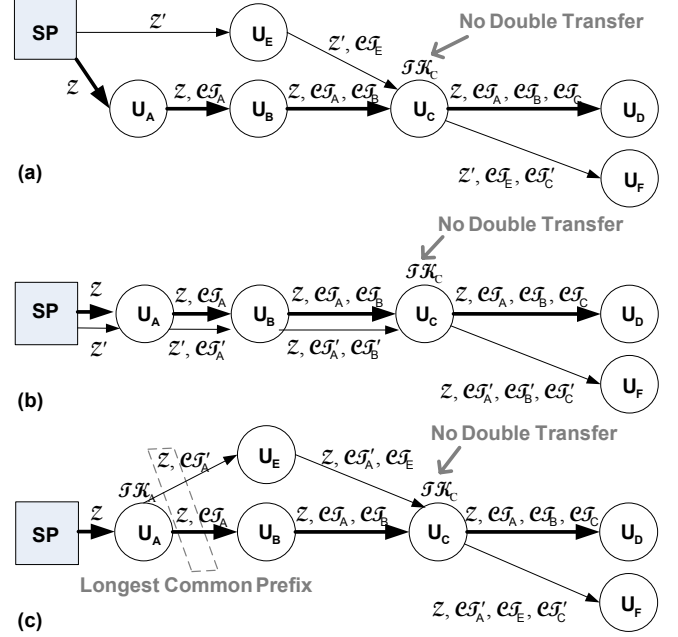 No Double Transfer
SP
𝒵′
U_E
𝒵′, 𝒞𝒯_E
𝒯𝒦_C
𝒵
U_A
𝒵, 𝒞𝒯_A
U_B
𝒵, 𝒞𝒯_A, 𝒞𝒯_B
U_C
𝒵, 𝒞𝒯_A, 𝒞𝒯_B, 𝒞𝒯_C
U_D
𝒵′, 𝒞𝒯_E, 𝒞𝒯′_C
U_F
(a)
No Double Transfer
𝒯𝒦_C
SP
𝒵
𝒵′
U_A
𝒵, 𝒞𝒯_A
𝒵′, 𝒞𝒯′_A
U_B
𝒵, 𝒞𝒯_A, 𝒞𝒯_B
𝒵, 𝒞𝒯′_A, 𝒞𝒯′_B
U_C
𝒵, 𝒞𝒯_A, 𝒞𝒯_B, 𝒞𝒯_C
U_D
𝒵, 𝒞𝒯′_A, 𝒞𝒯′_B, 𝒞𝒯′_C
U_F
(b)
No Double Transfer
𝒵, 𝒞𝒯′_A
U_E
𝒵, 𝒞𝒯′_A, 𝒞𝒯_E
𝒯𝒦_A
𝒯𝒦_C
SP
𝒵
U_A
𝒵, 𝒞𝒯_A
U_B
𝒵, 𝒞𝒯_A, 𝒞𝒯_B
U_C
𝒵, 𝒞𝒯_A, 𝒞𝒯_B, 𝒞𝒯_C
U_D
Longest Common Prefix
𝒵, 𝒞𝒯′_A, 𝒞𝒯_E, 𝒞𝒯′_C
U_F
(c)